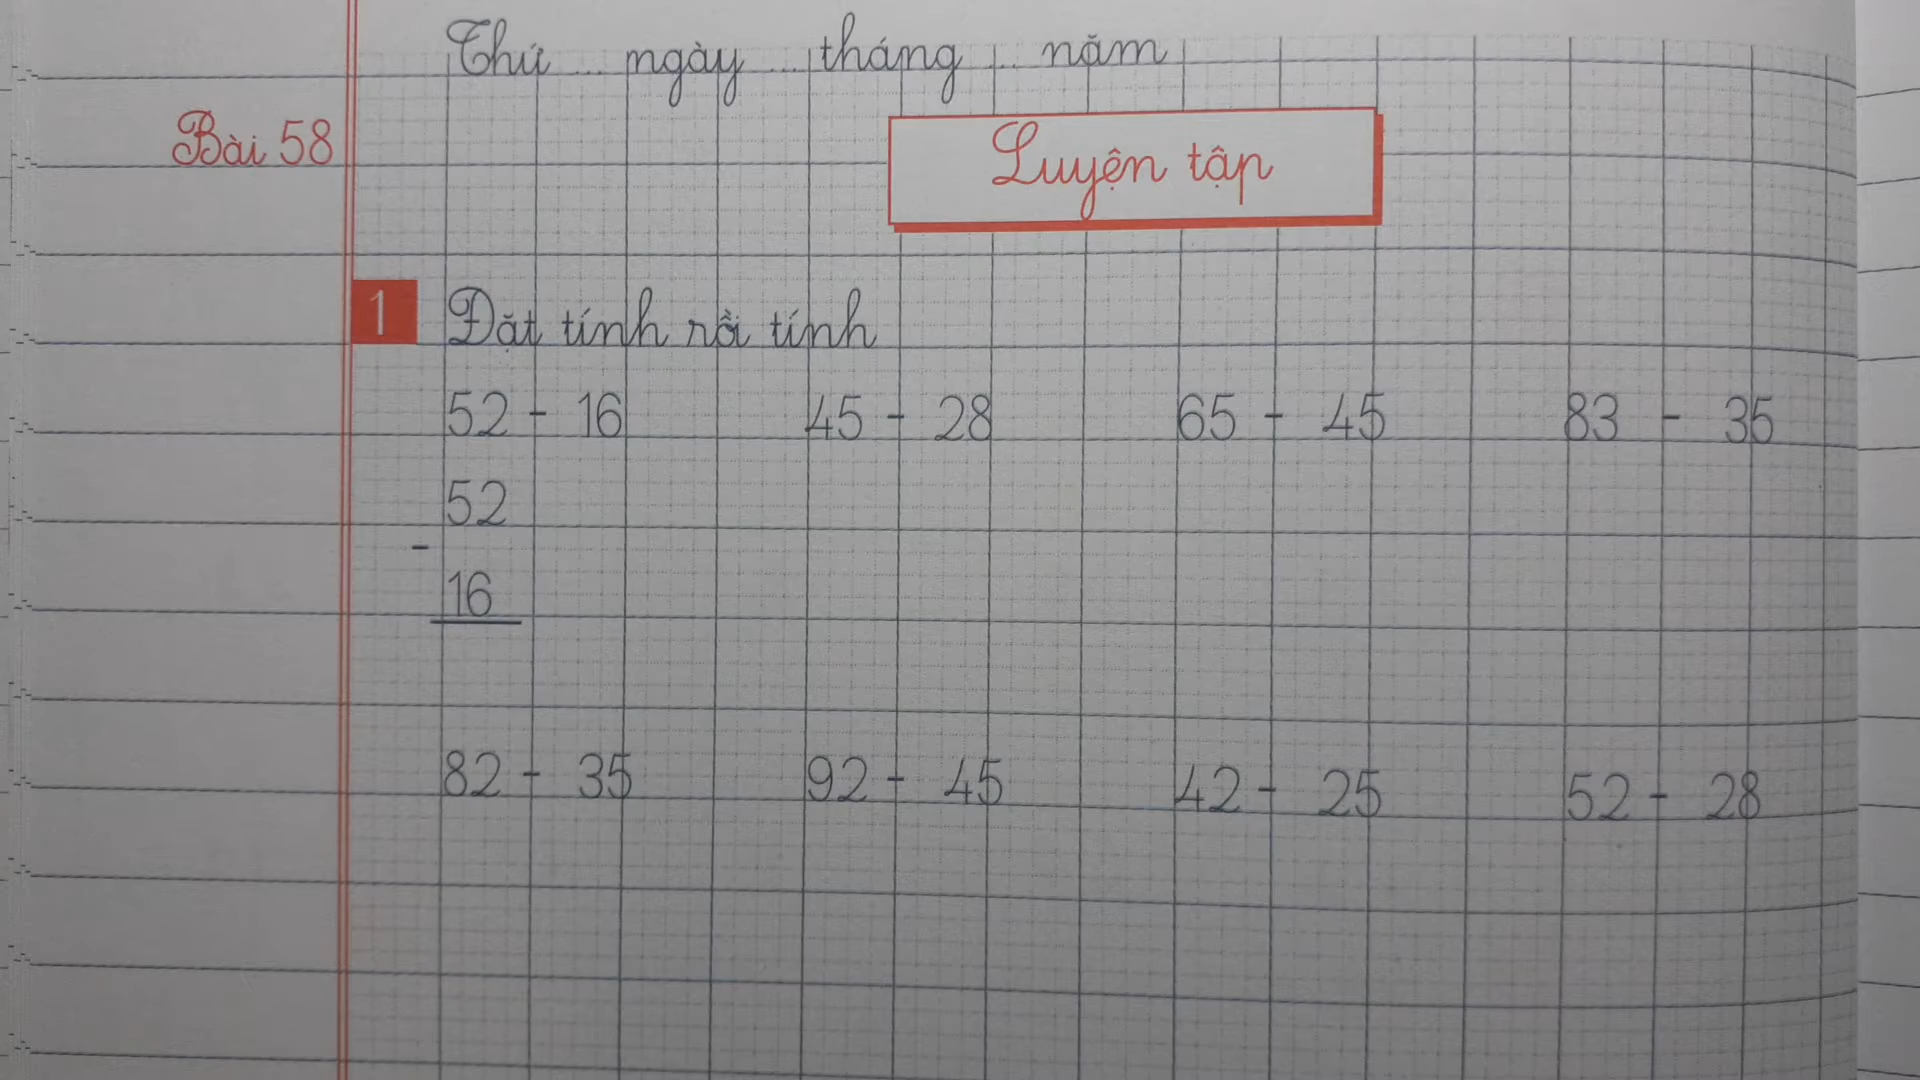 Thứ ... ngày ... tháng ... năm
Bài 58
Luyện tập
1 Đặt tính rồi tính
52 - 16 45 - 28 65 - 45 83 - 35
52
-
16
82 - 35 92 - 45 42 - 25 52 - 28